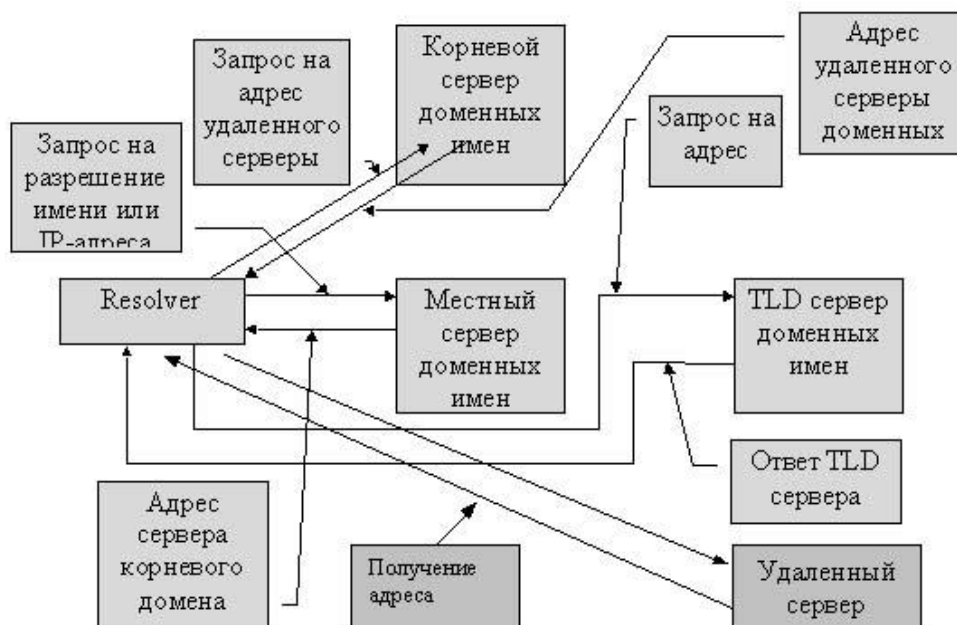 Запрос на
адрес
удаленного
серверы
Корневой
сервер
доменных
имен
Адрес
удаленного
серверы
доменных
Запрос на
адрес
Запрос на
разрешение
имени или
IP-адреса
Resolver
Местный
сервер
доменных
имен
TLD сервер
доменных
имен
Ответ TLD
сервера
Адрес
сервера
корневого
домена
Получение
адреса
Удаленный
сервер